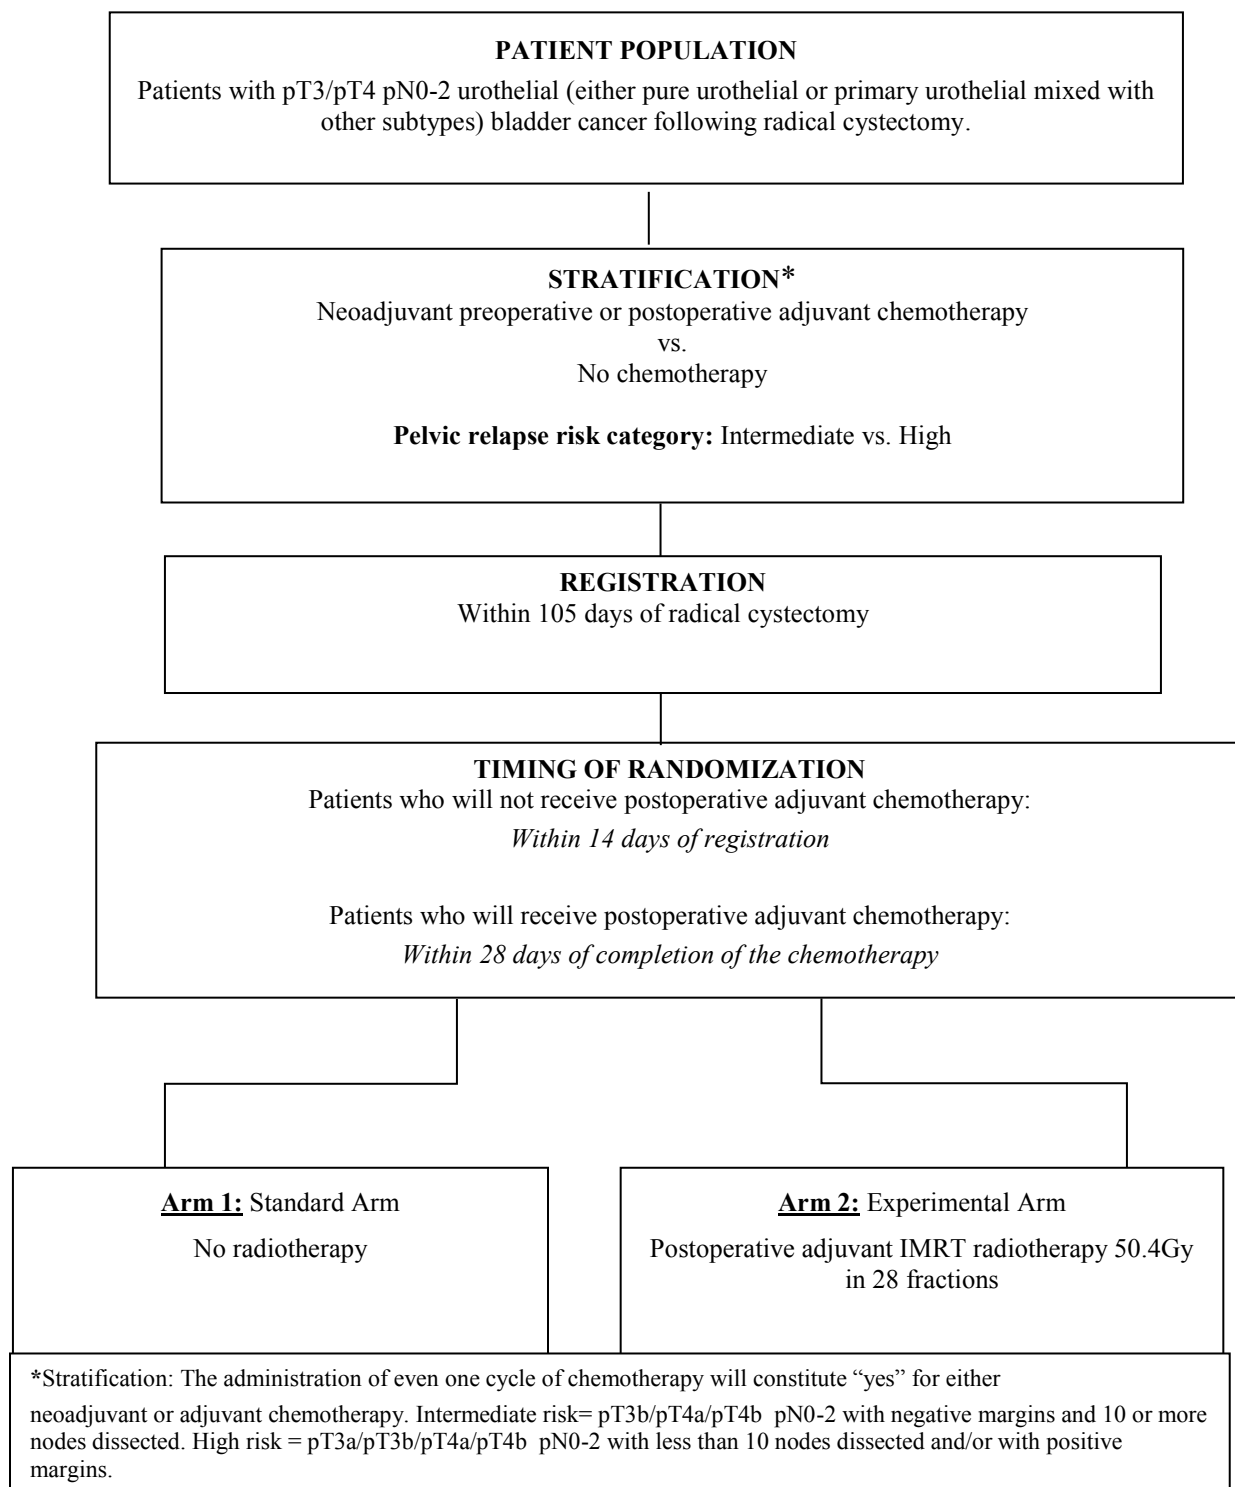 PATIENT POPULATION
Patients with pT3/pT4 pN0-2 urothelial (either pure urothelial or primary urothelial mixed with
other subtypes) bladder cancer following radical cystectomy.
STRATIFICATION*
Neoadjuvant preoperative or postoperative adjuvant chemotherapy
vs.
No chemotherapy
Pelvic relapse risk category: Intermediate vs. High
REGISTRATION
Within 105 days of radical cystectomy
TIMING OF RANDOMIZATION
Patients who will not receive postoperative adjuvant chemotherapy:
Within 14 days of registration
Patients who will receive postoperative adjuvant chemotherapy:
Within 28 days of completion of the chemotherapy
Arm 1: Standard Arm
No radiotherapy
Arm 2: Experimental Arm
Postoperative adjuvant IMRT radiotherapy 50.4Gy
in 28 fractions
*Stratification: The administration of even one cycle of chemotherapy will constitute “yes” for either
neoadjuvant or adjuvant chemotherapy. Intermediate risk= pT3b/pT4a/pT4b pN0-2 with negative margins and 10 or more
nodes dissected. High risk = pT3a/pT3b/pT4a/pT4b pN0-2 with less than 10 nodes dissected and/or with positive
margins.